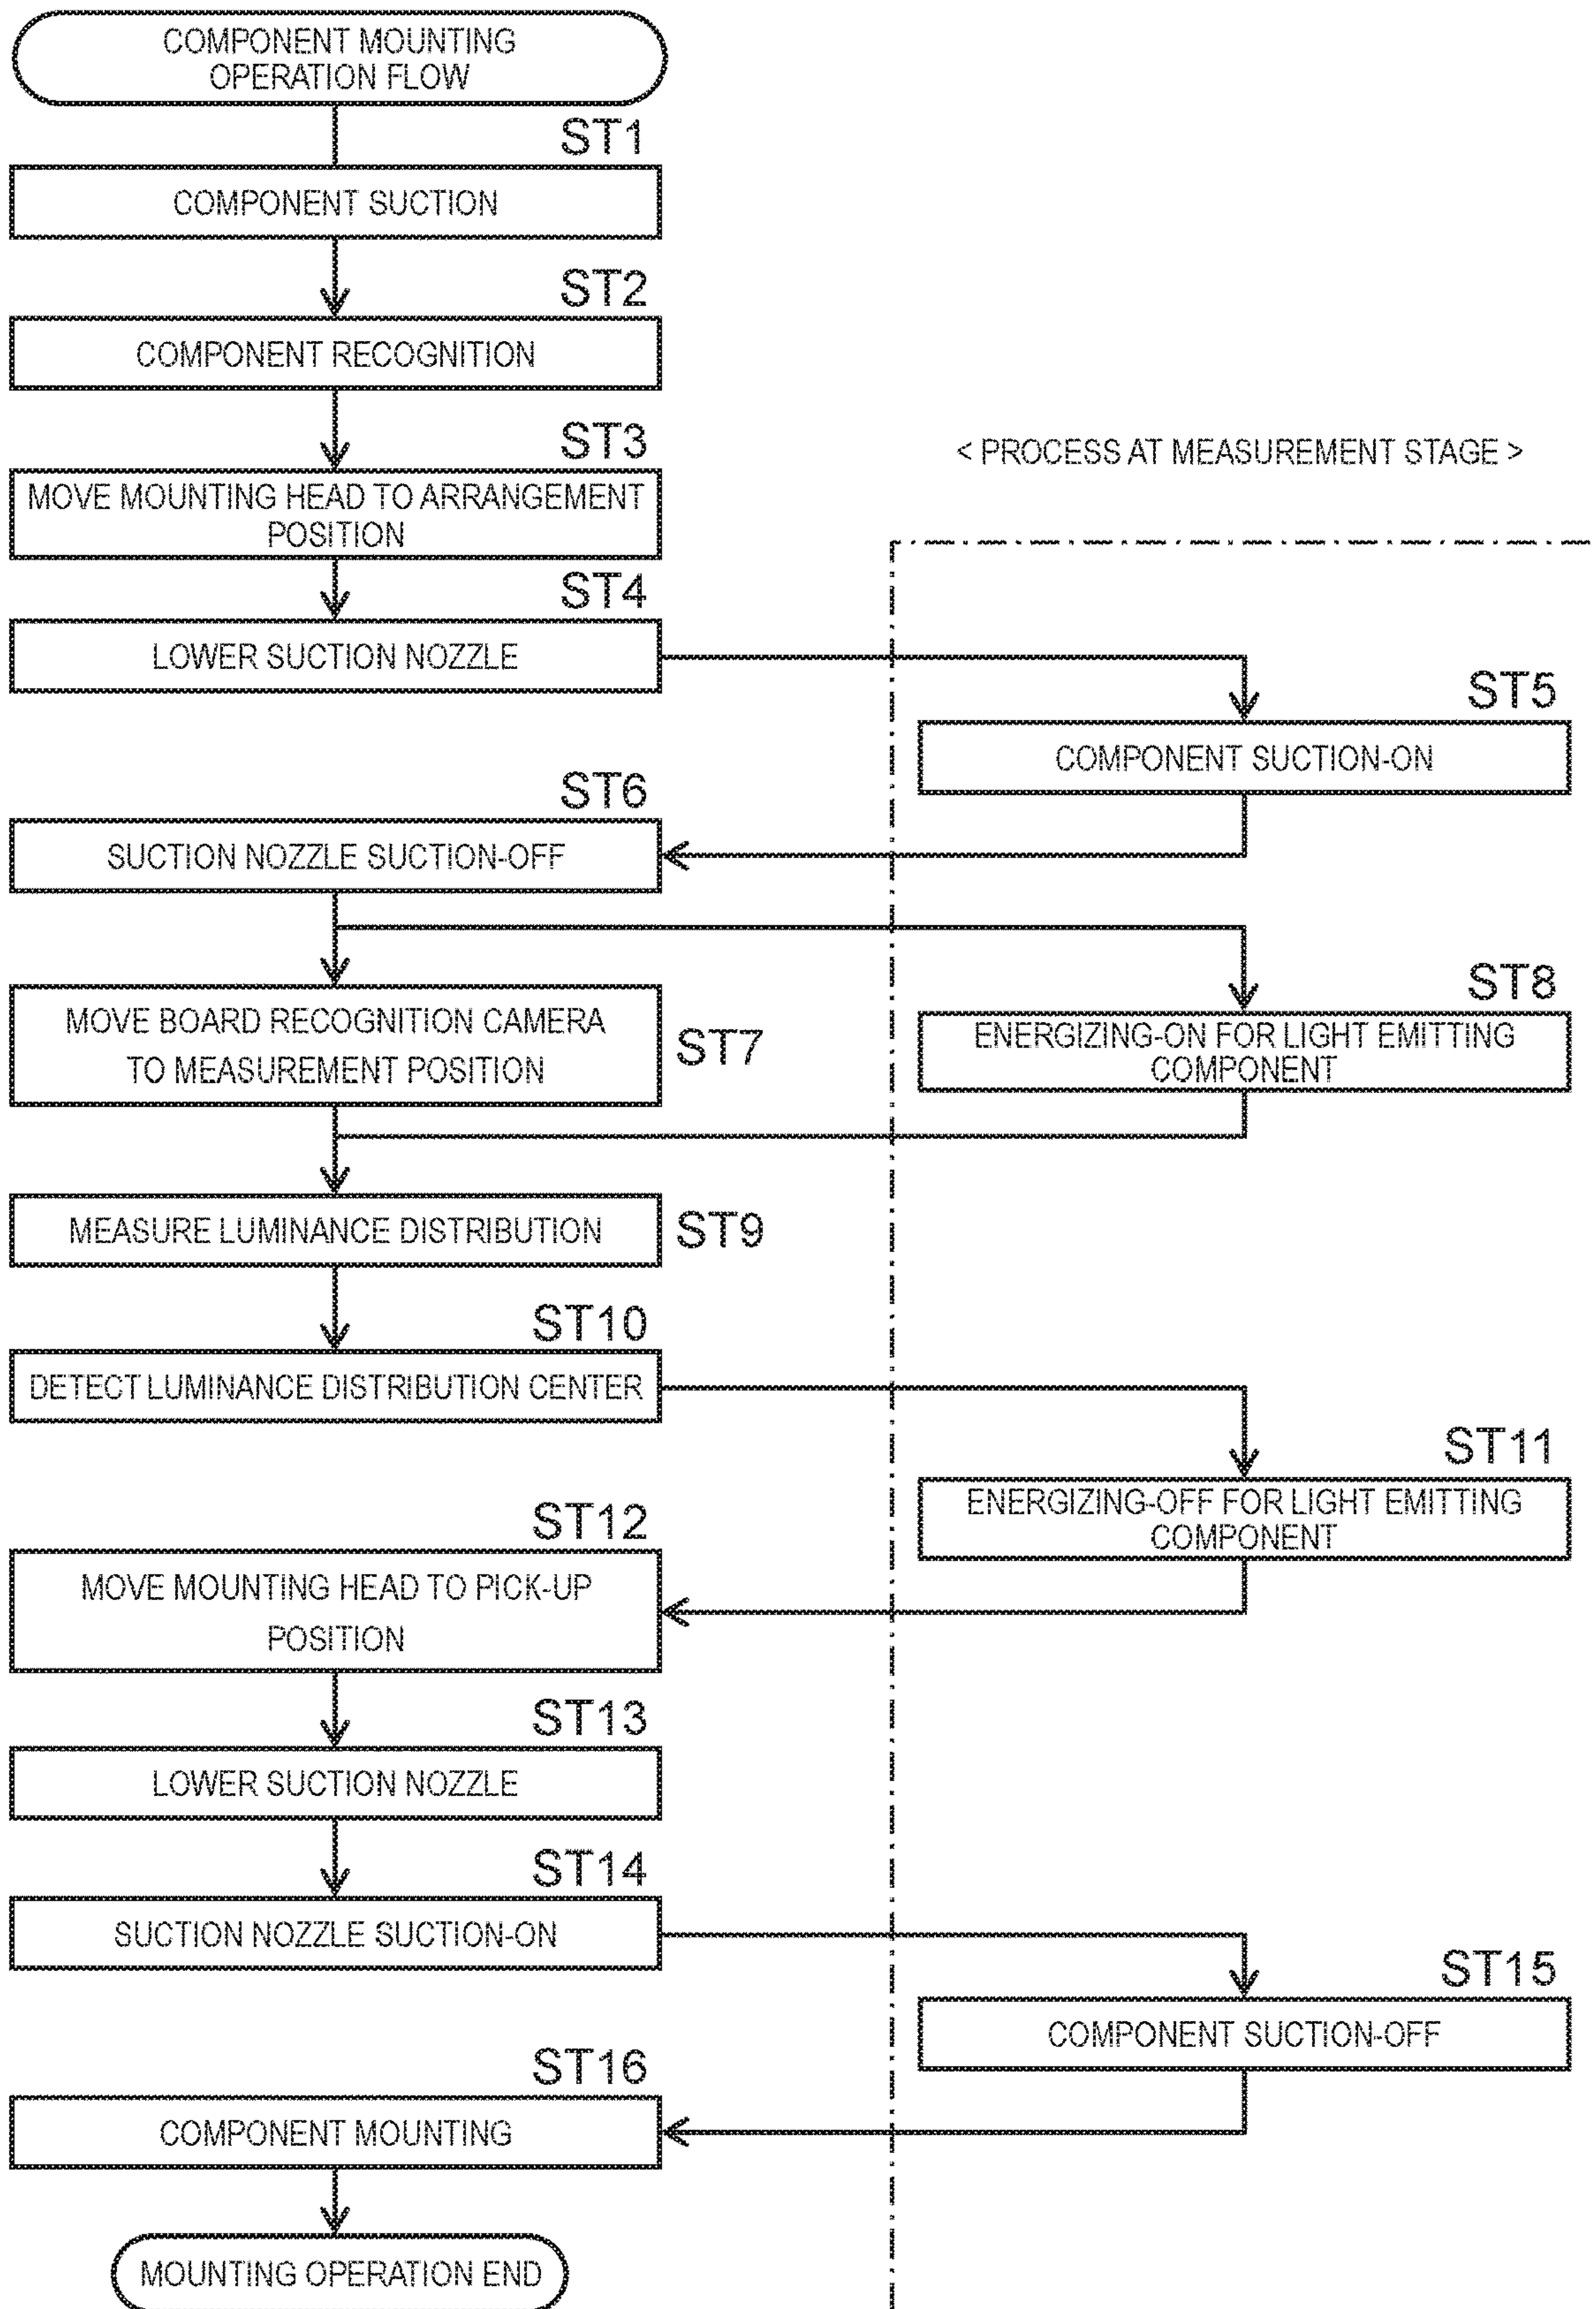 COMPONENT MOUNTING
OPERATION FLOW
ST1
COMPONENT SUCTION
ST2
COMPONENT RECOGNITION
ST3
MOVE MOUNTING HEAD TO ARRANGEMENT
POSITION
< PROCESS AT MEASUREMENT STAGE >
ST4
LOWER SUCTION NOZZLE
ST5
COMPONENT SUCTION-ON
ST6
SUCTION NOZZLE SUCTION-OFF
MOVE BOARD RECOGNITION CAMERA
TO MEASUREMENT POSITION
ST7
ST8
ENERGIZING-ON FOR LIGHT EMITTING
COMPONENT
MEASURE LUMINANCE DISTRIBUTION
ST9
ST10
DETECT LUMINANCE DISTRIBUTION CENTER
ST11
ENERGIZING-OFF FOR LIGHT EMITTING
COMPONENT
ST12
MOVE MOUNTING HEAD TO PICK-UP
POSITION
ST13
LOWER SUCTION NOZZLE
ST14
SUCTION NOZZLE SUCTION-ON
ST15
COMPONENT SUCTION-OFF
ST16
COMPONENT MOUNTING
MOUNTING OPERATION END